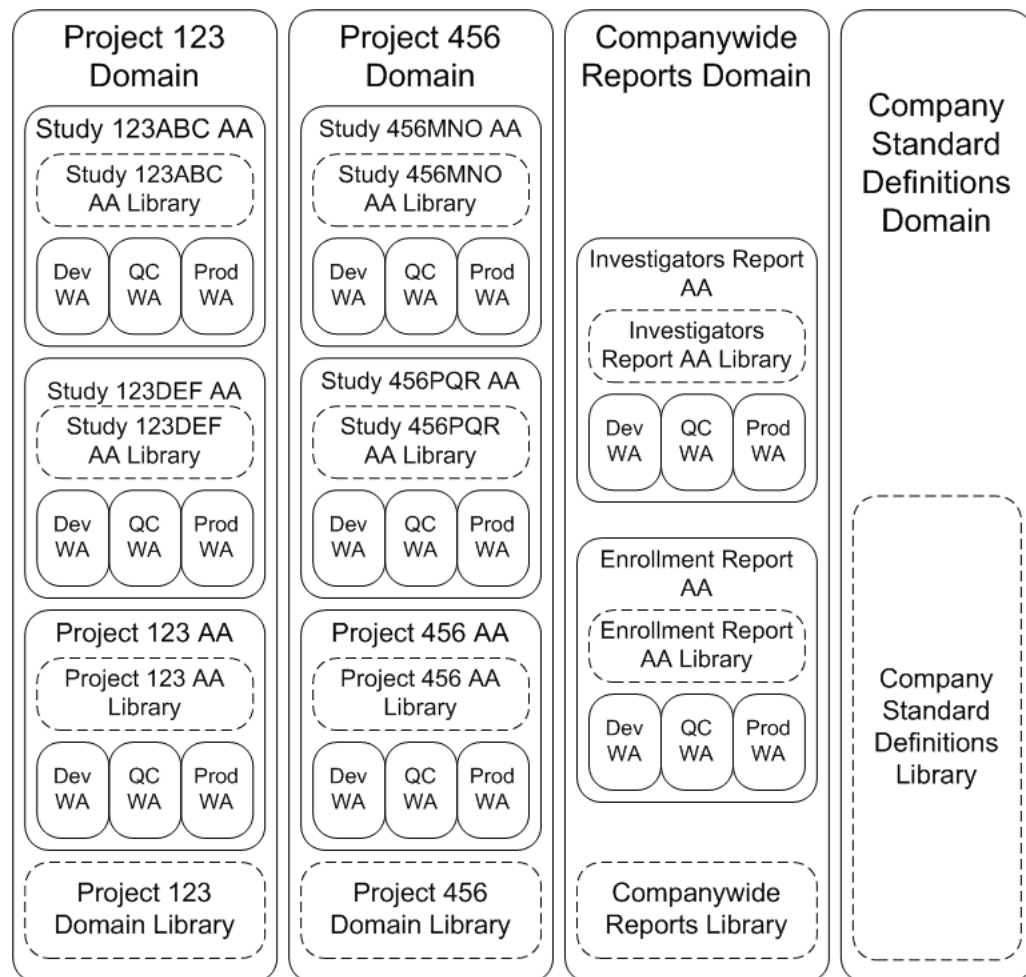 Project 123
Domain
Study 123ABC AA
Study 123ABC
AA Library
Dev
WA
QC
WA
Prod
WA
Study 123DEF AA
Study 123DEF
AA Library
Dev
WA
QC
WA
Prod
WA
Project 123 AA
Project 123 AA
Library
Dev
WA
QC
WA
Prod
WA
Project 123
Domain Library
Project 456
Domain
Study 456MNO AA
Study 456MNO
AA Library
Dev
WA
QC
WA
Prod
WA
Study 456PQR AA
Study 456PQR
AA Library
Dev
WA
QC
WA
Prod
WA
Project 456 AA
Project 456 AA
Library
Dev
WA
QC
WA
Prod
WA
Project 456
Domain Library
Companywide
Reports Domain
Investigators Report
AA
Investigators
Report AA Library
Dev
WA
QC
WA
Prod
WA
Enrollment Report
AA
Enrollment Report
AA Library
Dev
WA
QC
WA
Prod
WA
Companywide
Reports Library
Company
Standard
Definitions
Domain
Company
Standard
Definitions
Library